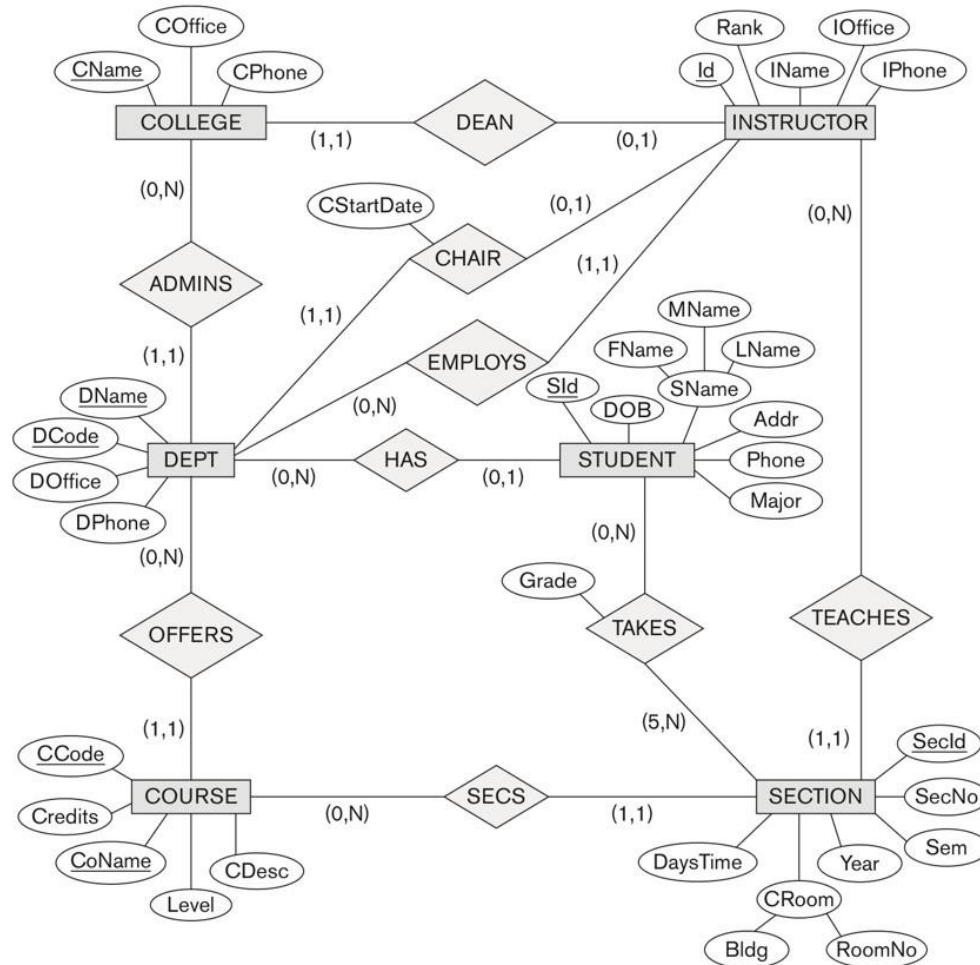 COffice
Rank
IOffice
CName
CPhone
Id
IName
IPhone
COLLEGE
DEAN
INSTRUCTOR
(1,1)
(0,1)
(0,N)
CStartDate
(0,1)
(0,N)
CHAIR
ADMINS
(1,1)
(1,1)
MName
(1,1)
EMPLOYS
FName
LName
DName
(0,N)
SId
SName
DOB
DCode
Addr
DEPT
HAS
STUDENT
Phone
DOffice
(0,N)
(0,1)
Major
DPhone
(0,N)
(0,N)
Grade
OFFERS
TAKES
TEACHES
(1,1)
(5,N)
(1,1)
SecId
CCode
COURSE
SECS
SECTION
SecNo
Credits
(0,N)
(1,1)
CoName
CDesc
DaysTime
Year
Sem
Level
CRoom
Bldg
RoomNo